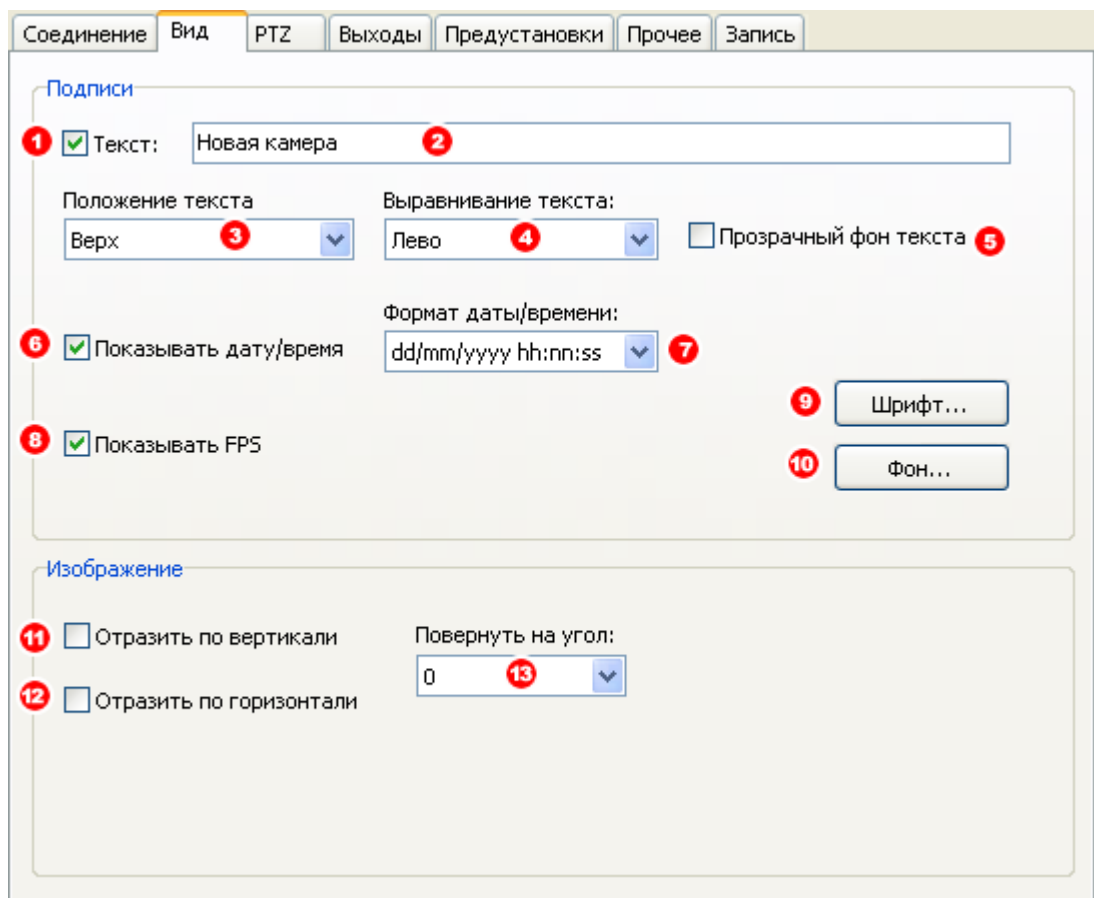 Соединение Вид PTZ Выходы Предустановки Прочее Запись
Подписи
1 Текст: Новая камера 2
Положение текста Выравнивание текста:
Верх 3 Лево 4 Прозрачный фон текста 5
Формат даты/времени:
6 Показывать дату/время dd/mm/yyyy hh:nn:ss 7
9 Шрифт...
8 Показывать FPS
10 Фон...
Изображение
11 Отразить по вертикали Повернуть на угол:
0 13
12 Отразить по горизонтали